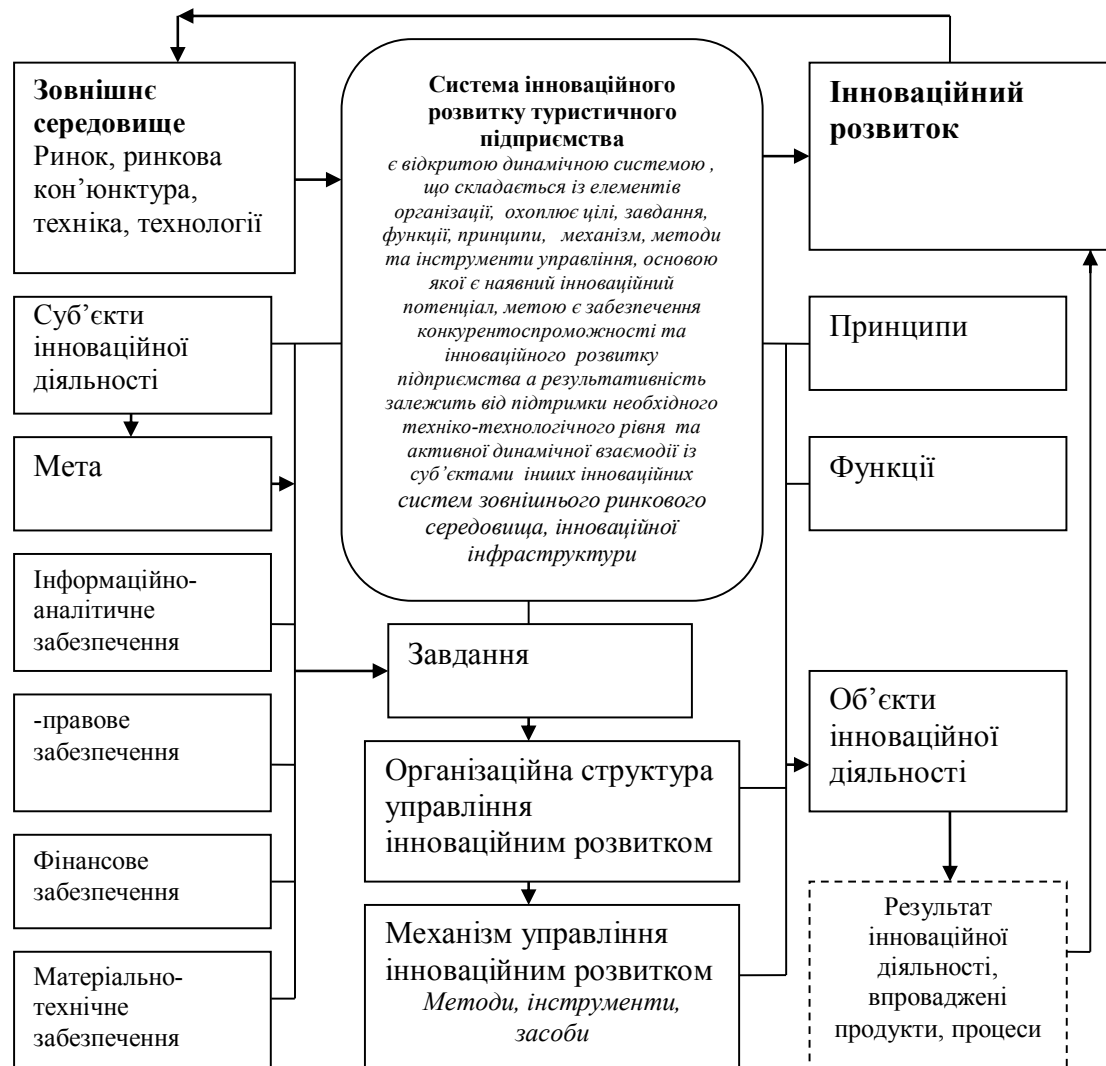 Зовнішнє
середовище
Ринок, ринкова
кон’юнктура,
техніка, технології
Система інноваційного
розвитку туристичного
підприємства
є відкритою динамічною системою ,
що складається із елементів
організації, охоплює цілі, завдання,
функції, принципи, механізм, методи
та інструменти управління, основою
якої є наявний інноваційний
потенціал, метою є забезпечення
конкурентоспроможності та
інноваційного розвитку
підприємства а результативність
залежить від підтримки необхідного
техніко-технологічного рівня та
активної динамічної взаємодії із
суб’єктами інших інноваційних
систем зовнішнього ринкового
середовища, інноваційної
інфраструктури
Інноваційний
розвиток
Суб’єкти
інноваційної
діяльності
Принципи
Мета
Функції
Інформаційно-
аналітичне
забезпечення
Завдання
Об’єкти
інноваційної
діяльності
-правове
забезпечення
Організаційна структура
управління
інноваційним розвитком
Фінансове
забезпечення
Механізм управління
інноваційним розвитком
Методи, інструменти,
засоби
Результат
інноваційної
діяльності,
впроваджені
продукти, процеси
Матеріально-
технічне
забезпечення